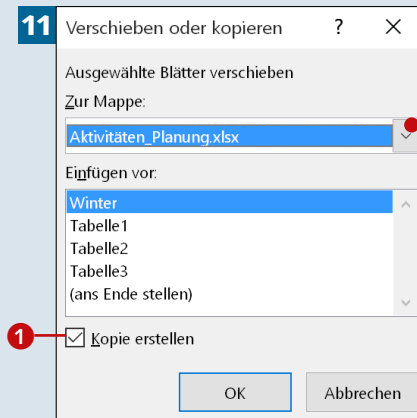 11
Verschieben oder kopieren ? ×
Ausgewählte Blätter verschieben
Zur Mappe:
Aktivitäten_Planung.xlsx
Einfügen vor:
Winter
Tabelle1
Tabelle2
Tabelle3
(ans Ende stellen)
1 Kopie erstellen
OK Abbrechen